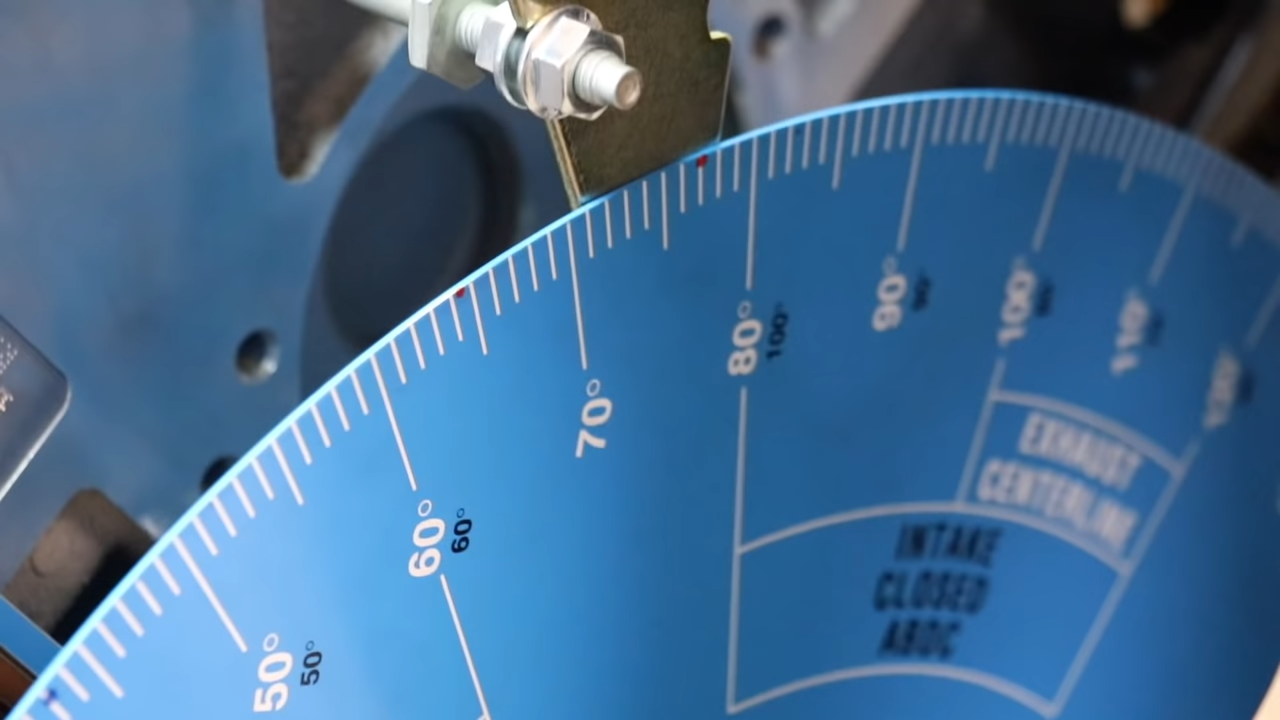 50°
50°
60°
60°
70°
80°
100°
90°
100°
110°
EXHAUST
CENTERLINE
INTAKE
CLOSED
ABDC